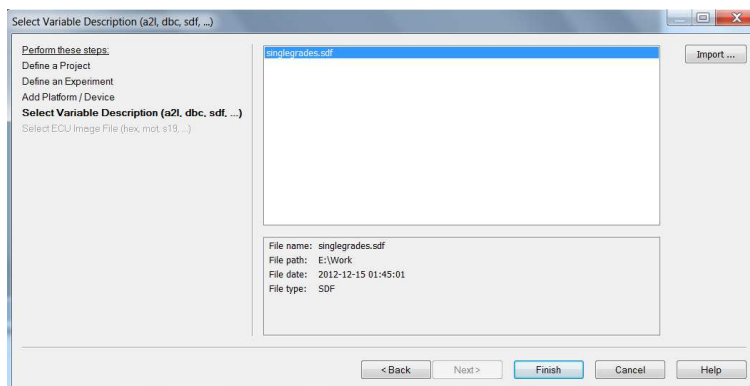 Select Variable Description (a2l, dbc, sdf, ...)
Perform these steps:
Define a Project
Define an Experiment
Add Platform / Device
Select Variable Description (a2l, dbc, sdf, ...)
Select ECU Image File (hex, mot, s19, ...)
singlegrades.sdf
Import ...
File name: singlegrades.sdf
File path: E:\Work
File date: 2012-12-15 01:45:01
File type: SDF
< Back Next > Finish Cancel Help